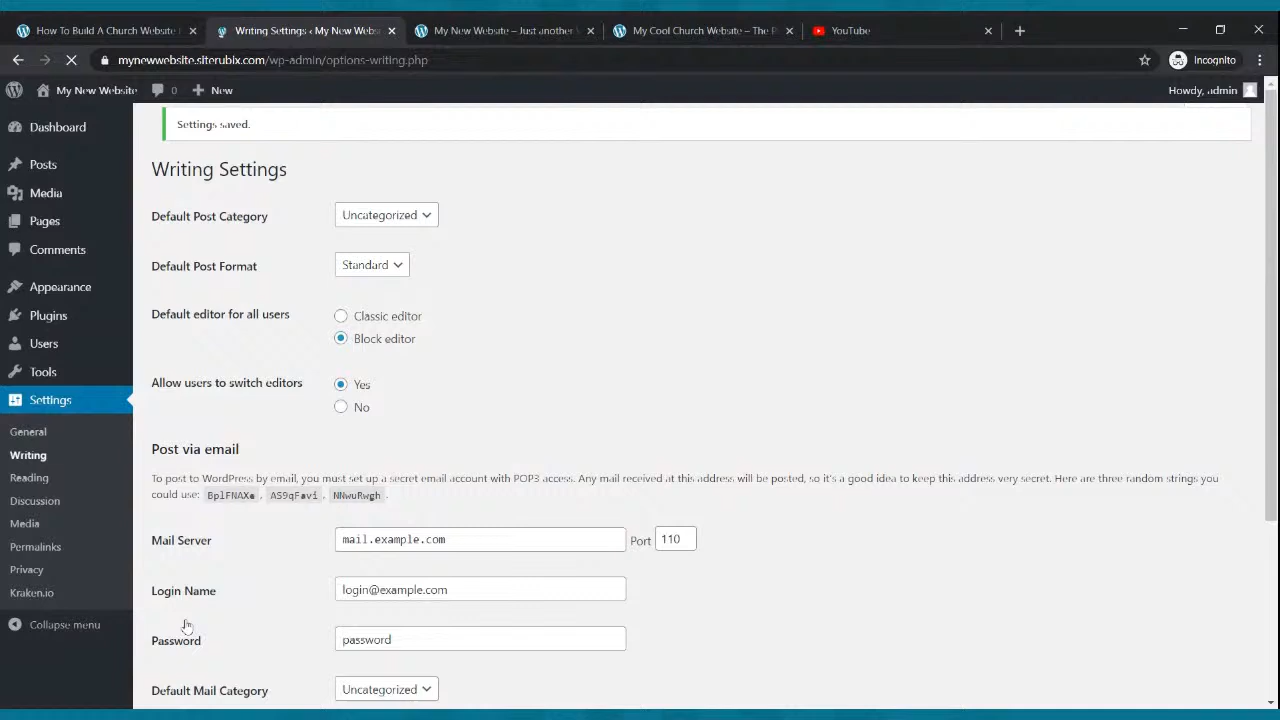 How To Build A Church Website
Writing Settings ‹ My New Webs
My New Website – Just another
My Cool Church Website – The
YouTube
mynewwebsite.siterubix.com/wp-admin/options-writing.php
Incognito
My New Website
0
New
Howdy, admin
Dashboard
Posts
Media
Pages
Comments
Appearance
Plugins
Users
Tools
Settings
General
Writing
Reading
Discussion
Media
Permalinks
Privacy
Kraken.io
Collapse menu
Settings saved.
Writing Settings
Default Post Category
Uncategorized
Default Post Format
Standard
Default editor for all users
Classic editor
Block editor
Allow users to switch editors
Yes
No
Post via email
To post to WordPress by email, you must set up a secret email account with POP3 access. Any mail received at this address will be posted, so it's a good idea to keep this address very secret. Here are three random strings you
could use: BplFNAXa , AS9qFavi , NNwuRwgh .
Mail Server
mail.example.com
Port 110
Login Name
login@example.com
Password
password
Default Mail Category
Uncategorized